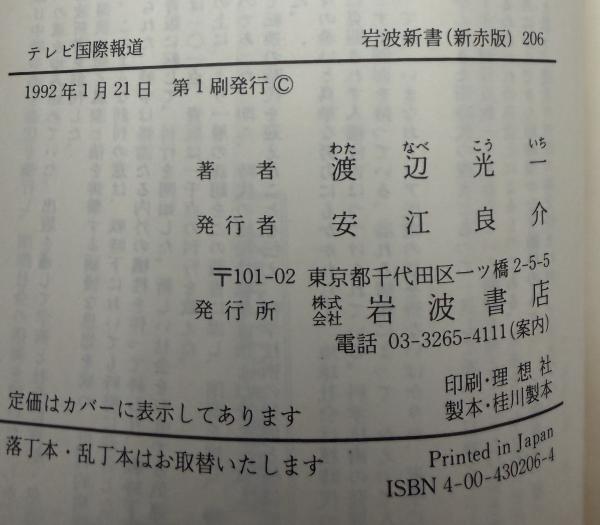 テレビ国際報道 岩波新書(新赤版) 206
1992年1月21日 第1刷発行 ©
わた なべ こう いち
著者 渡辺光一
発行者 安江良介
〒101-02 東京都千代田区一ツ橋2-5-5
発行所 株式会社 岩波書店
電話 03-3265-4111(案内)
印刷・理想社
定価はカバーに表示してあります 製本・桂川製本
落丁本・乱丁本はお取替いたします Printed in Japan
ISBN 4-00-430206-4